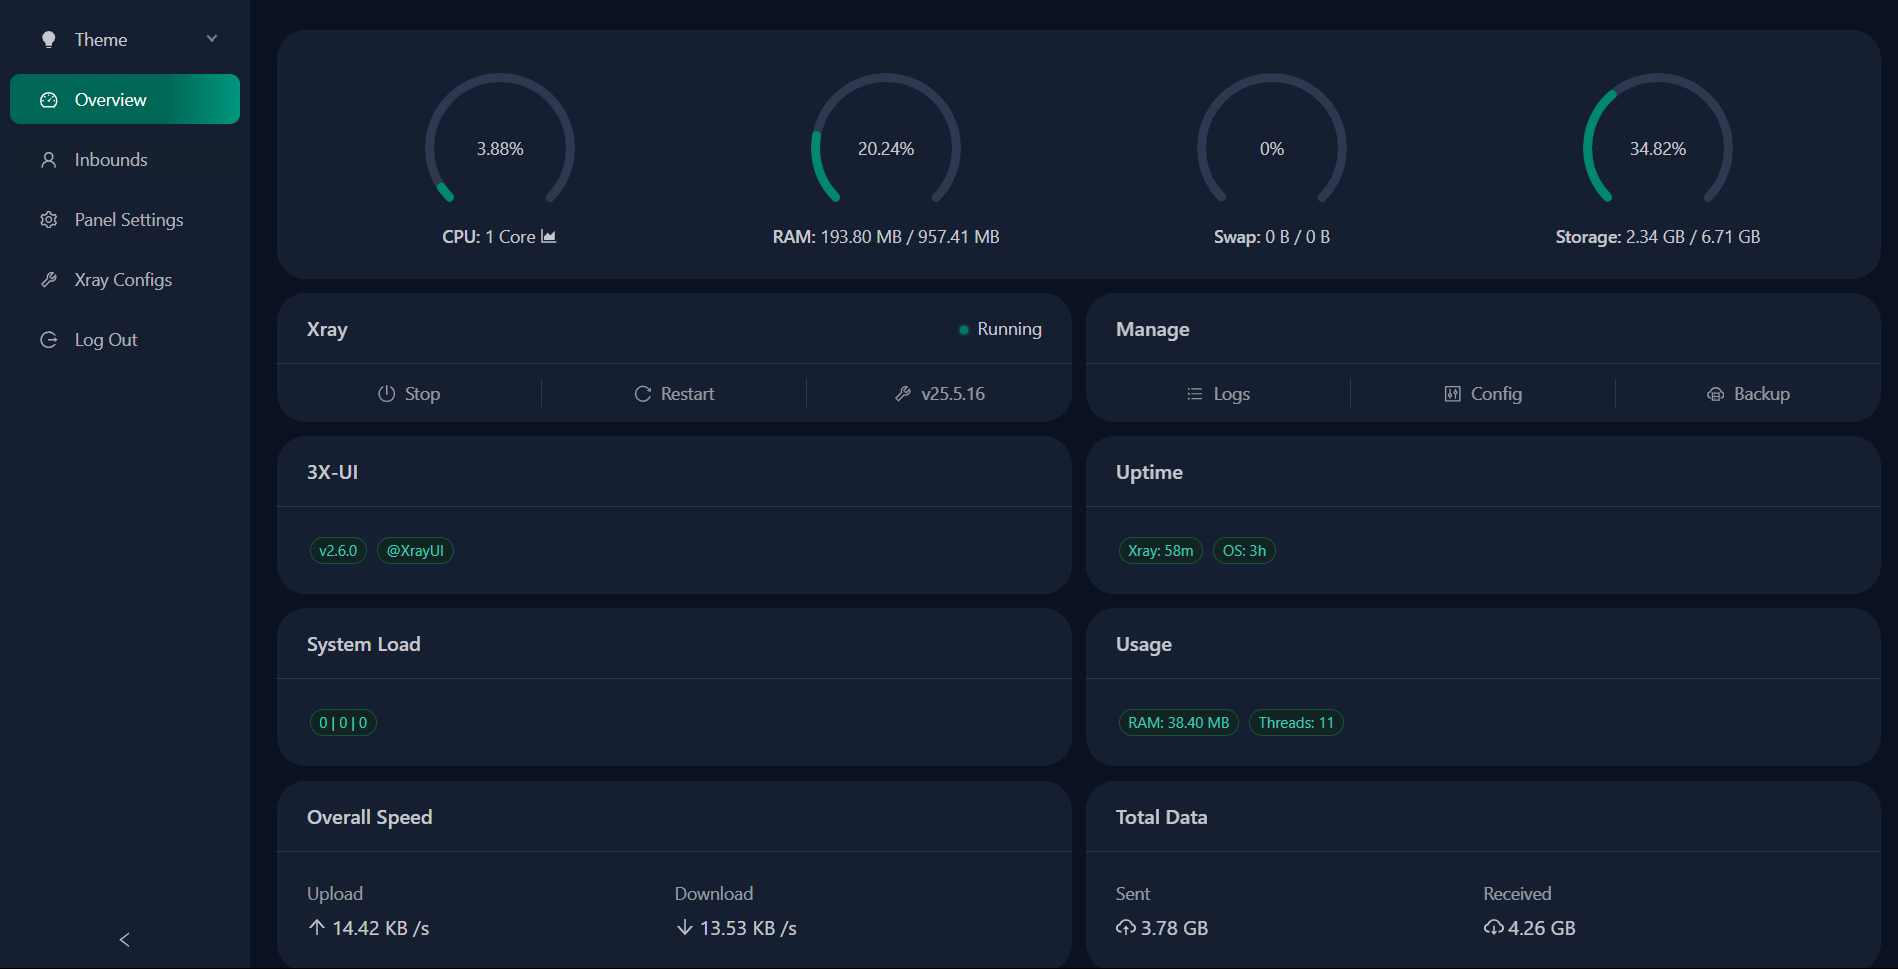 Theme
Overview
Inbounds
Panel Settings
Xray Configs
Log Out
3.88%
CPU: 1 Core
20.24%
RAM: 193.80 MB / 957.41 MB
0%
Swap: 0 B / 0 B
34.82%
Storage: 2.34 GB / 6.71 GB
Xray
Running
Stop
Restart
v25.5.16
Manage
Logs
Config
Backup
3X-UI
v2.6.0
@XrayUI
Uptime
Xray: 58m
OS: 3h
System Load
0 | 0 | 0
Usage
RAM: 38.40 MB
Threads: 11
Overall Speed
Upload
14.42 KB /s
Download
13.53 KB /s
Total Data
Sent
3.78 GB
Received
4.26 GB